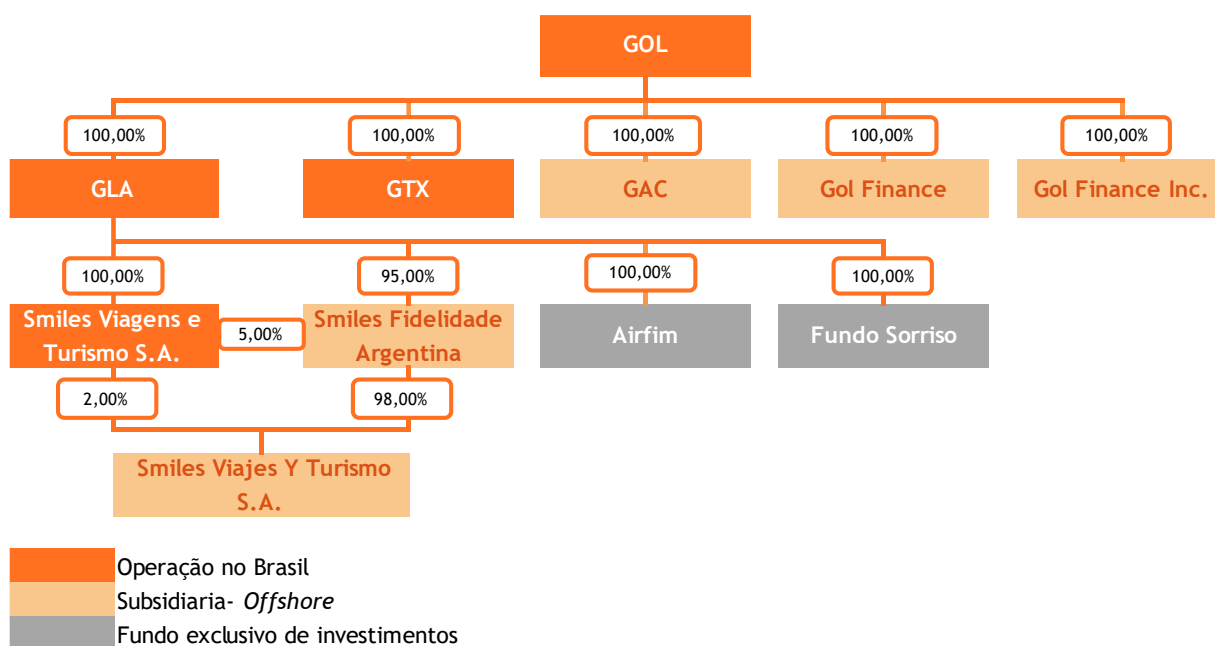 GOL
100,00%
100,00%
100,00%
100,00%
100,00%
GLA
GTX
GAC
Gol Finance
Gol Finance Inc.
100,00%
95,00%
100,00%
100,00%
Smiles Viagens e
Turismo S.A.
5,00%
Smiles Fidelidade
Argentina
Airfim
Fundo Sorriso
2,00%
98,00%
Smiles Viajes Y Turismo
S.A.
Operação no Brasil
Subsidiaria- Offshore
Fundo exclusivo de investimentos